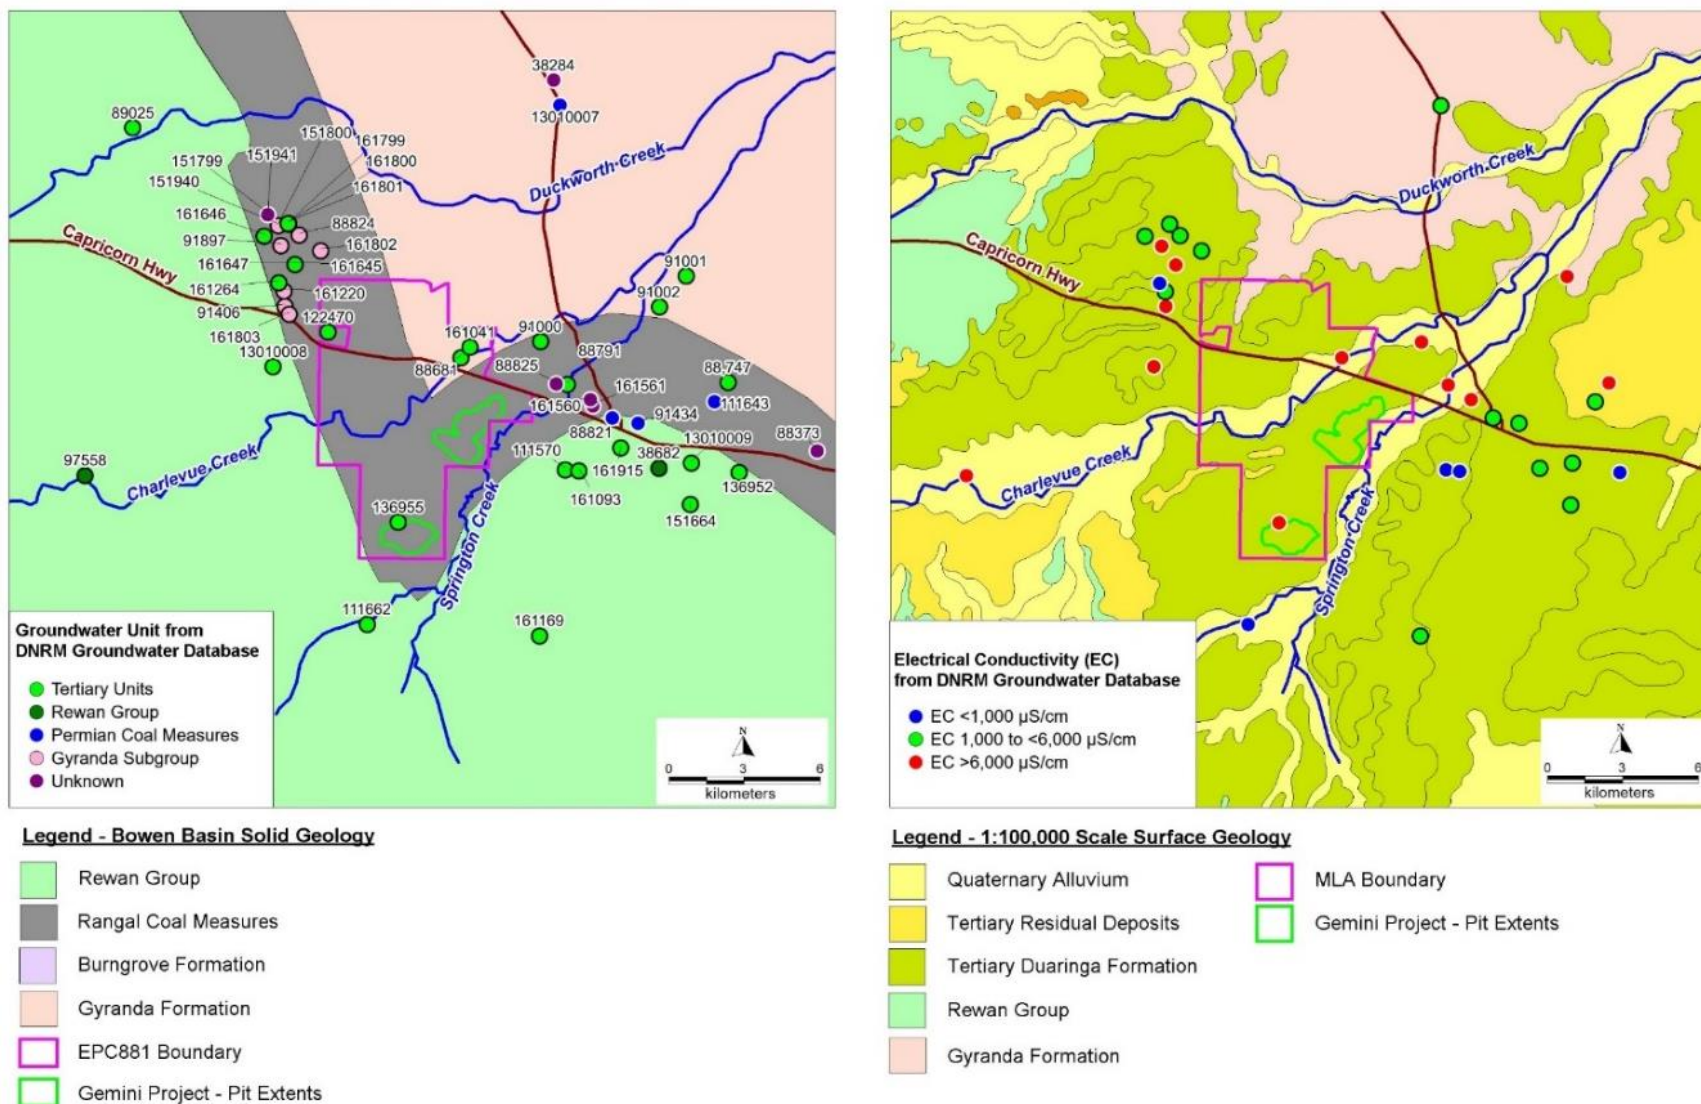 38284
13010007
89025
151800
161799
151941
151799
161800
151940
161801
161646
88824
91897
161802
161647
161645
161264
161220
91406
122470
161803
13010008
Capricorn Hwy
Duckworth Creek
91001
91002
161041
91000
88681
88791
88825
161561
88,747
161560
111643
91434
88821
13010009
88373
111570
38682
161915
136952
161093
151664
97558
Charlevue Creek
136955
Springton Creek
111662
161169
Groundwater Unit from
DNRM Groundwater Database
Tertiary Units
Rewan Group
Permian Coal Measures
Gyranda Subgroup
Unknown
N
0 3 6
kilometers
Legend - Bowen Basin Solid Geology
Rewan Group
Rangal Coal Measures
Burngrove Formation
Gyranda Formation
EPC881 Boundary
Gemini Project - Pit Extents
Duckworth Creek
Capricorn Hwy
Charlevue Creek
Springton Creek
Electrical Conductivity (EC)
from DNRM Groundwater Database
EC <1,000 µS/cm
EC 1,000 to <6,000 µS/cm
EC >6,000 µS/cm
N
0 3 6
kilometers
Legend - 1:100,000 Scale Surface Geology
Quaternary Alluvium
Tertiary Residual Deposits
Tertiary Duaringa Formation
Rewan Group
Gyranda Formation
MLA Boundary
Gemini Project - Pit Extents